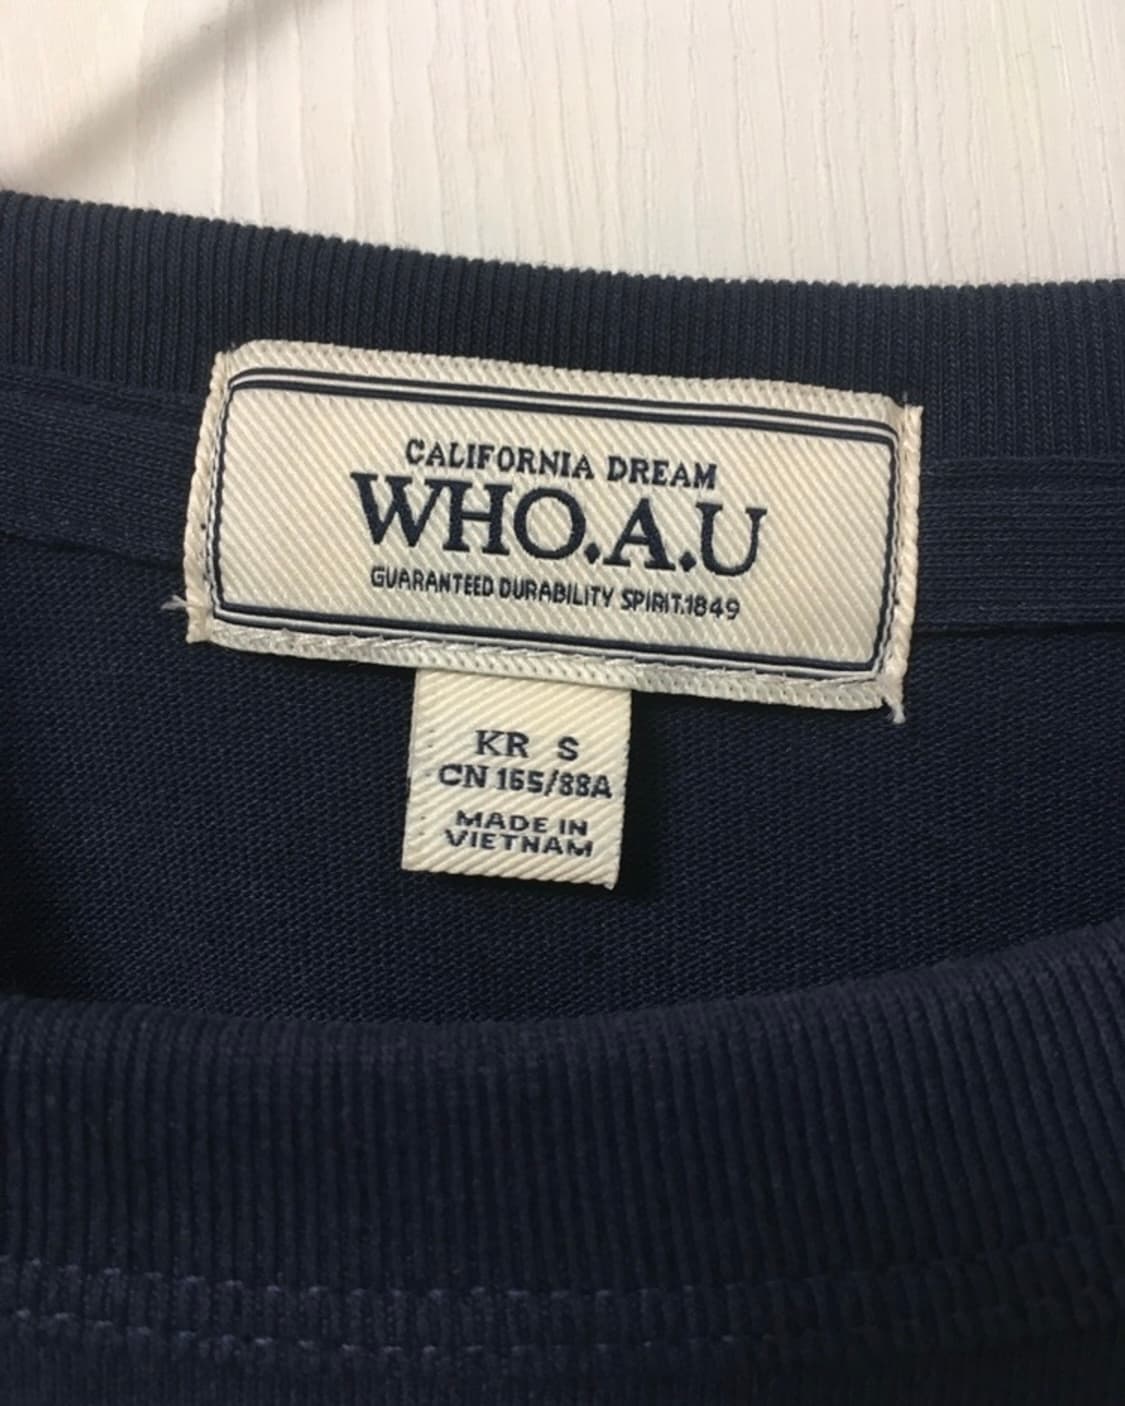 CALIFORNIA DREAM
WHO.A.U
GUARANTEED DURABILITY SPIRIT.1849
KR S
CN 165/88A
MADE IN
VIETNAM